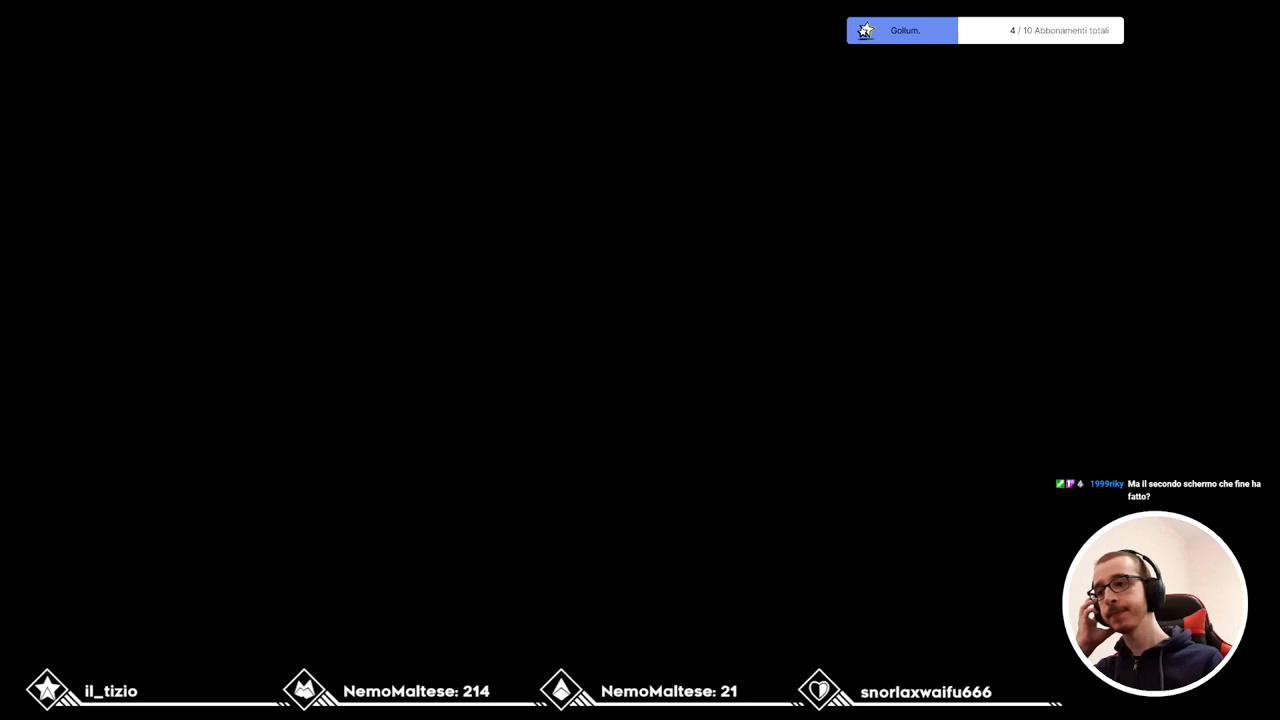 Gollum. 4 / 10 Abbonamenti totali
1999riky Ma il secondo schermo che fine ha
fatto?
il_tizio NemoMaltese: 214 NemoMaltese: 21 snorlaxwaifu666